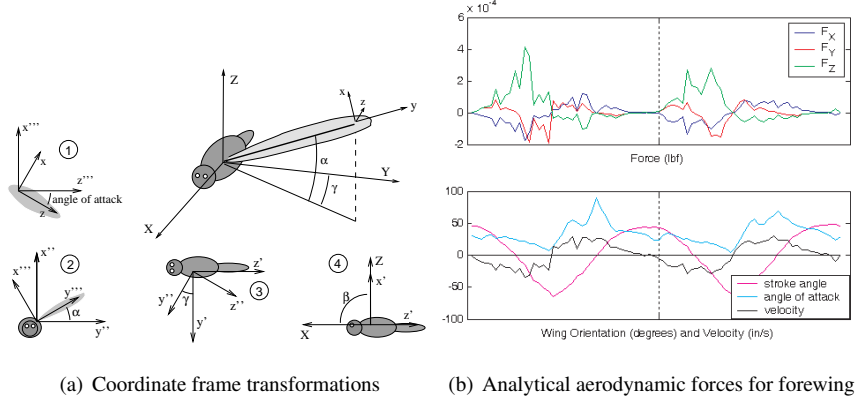 Z
x
z
y
x'''
1
x
z'''
angle of attack
z
α
γ
Y
X
x''
2
x'''
y'''
α
y''
z'
3
y''
γ
z''
y'
4
Z
x'
β
X
z'
(a) Coordinate frame transformations
6 x 10^-4
4
2
0
-2
F_X
F_Y
F_Z
Force (lbf)
100
50
0
-50
-100
stroke angle
angle of attack
velocity
Wing Orientation (degrees) and Velocity (in/s)
(b) Analytical aerodynamic forces for forewing